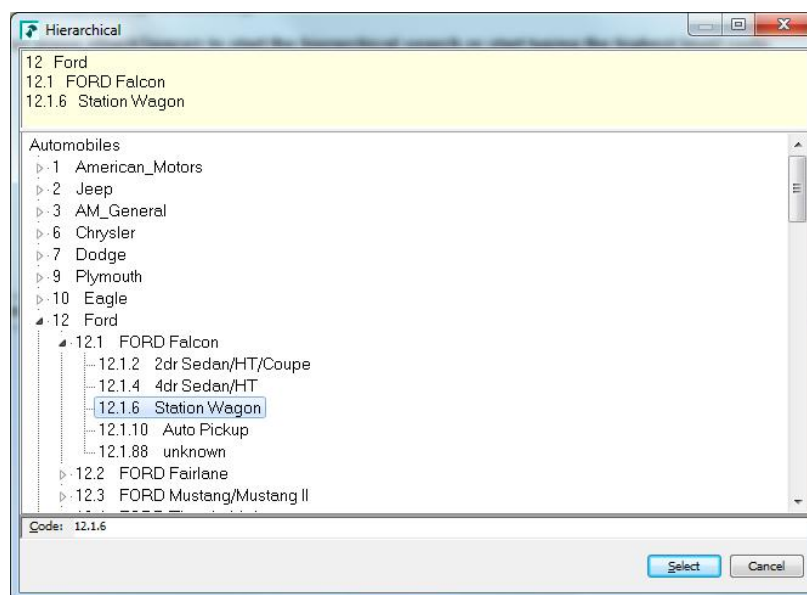 Hierarchical
12 Ford
12.1 FORD Falcon
12.1.6 Station Wagon
Automobiles
1 American_Motors
2 Jeep
3 AM_General
6 Chrysler
7 Dodge
9 Plymouth
10 Eagle
12 Ford
12.1 FORD Falcon
12.1.2 2dr Sedan/HT/Coupe
12.1.4 4dr Sedan/HT
12.1.6 Station Wagon
12.1.10 Auto Pickup
12.1.88 unknown
12.2 FORD Fairlane
12.3 FORD Mustang/Mustang II
Code: 12.1.6
Select Cancel